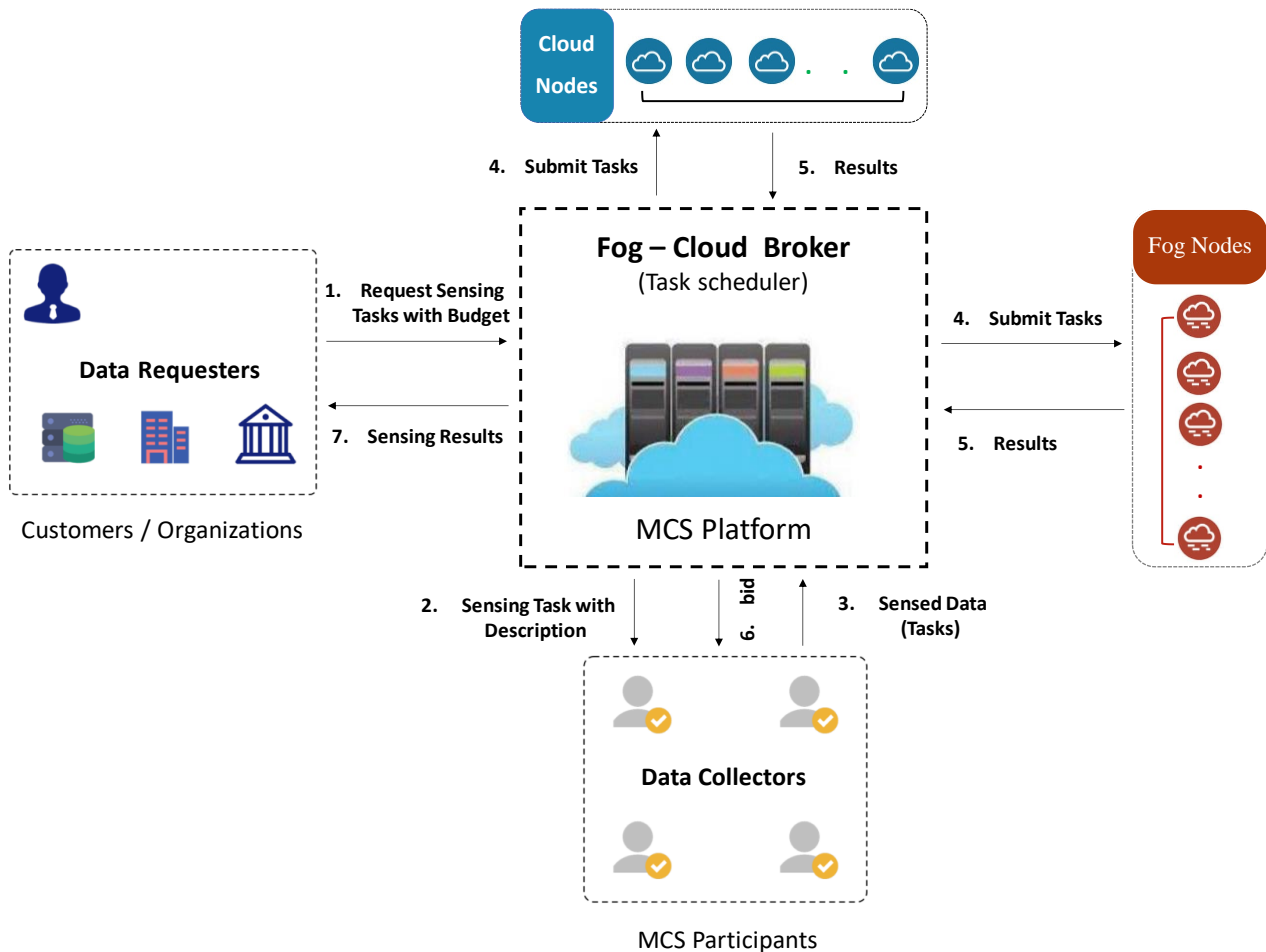 Cloud
Nodes
4. Submit Tasks
5. Results
Fog – Cloud Broker
(Task scheduler)
MCS Platform
Fog Nodes
1. Request Sensing
Tasks with Budget
Data Requesters
7. Sensing Results
Customers / Organizations
4. Submit Tasks
5. Results
2. Sensing Task with
Description
6. bid
3. Sensed Data
(Tasks)
Data Collectors
MCS Participants